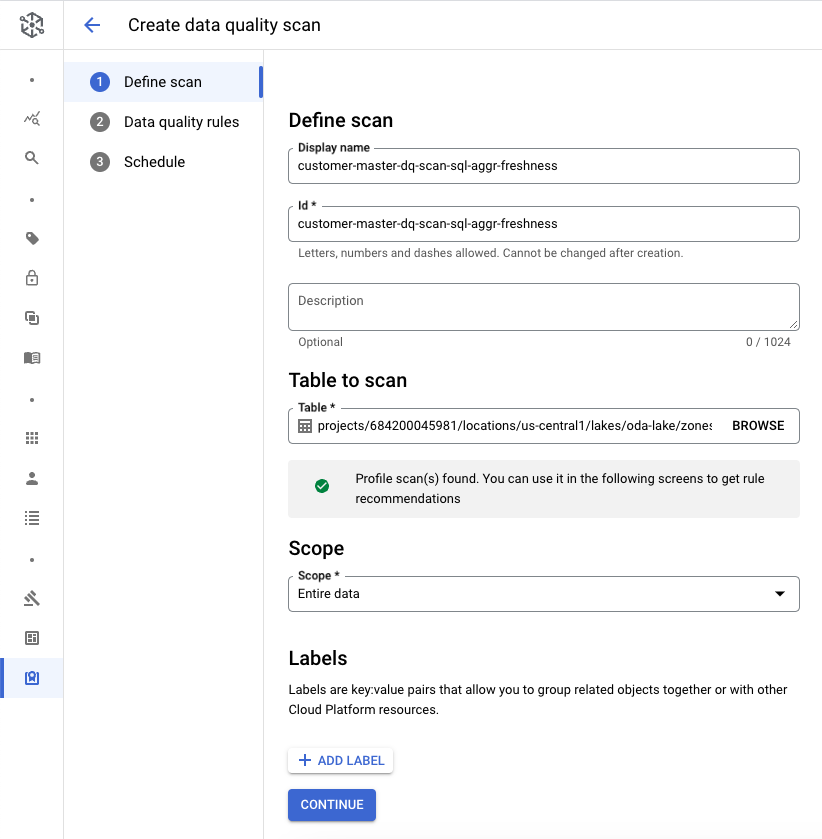 Create data quality scan
1 Define scan
2 Data quality rules
3 Schedule
Define scan
Display name
customer-master-dq-scan-sql-aggr-freshness
Id *
customer-master-dq-scan-sql-aggr-freshness
Letters, numbers and dashes allowed. Cannot be changed after creation.
Description
Optional 0 / 1024
Table to scan
Table *
projects/684200045981/locations/us-central1/lakes/oda-lake/zones BROWSE
Profile scan(s) found. You can use it in the following screens to get rule
recommendations
Scope
Scope *
Entire data
Labels
Labels are key:value pairs that allow you to group related objects together or with other
Cloud Platform resources.
+ ADD LABEL
CONTINUE